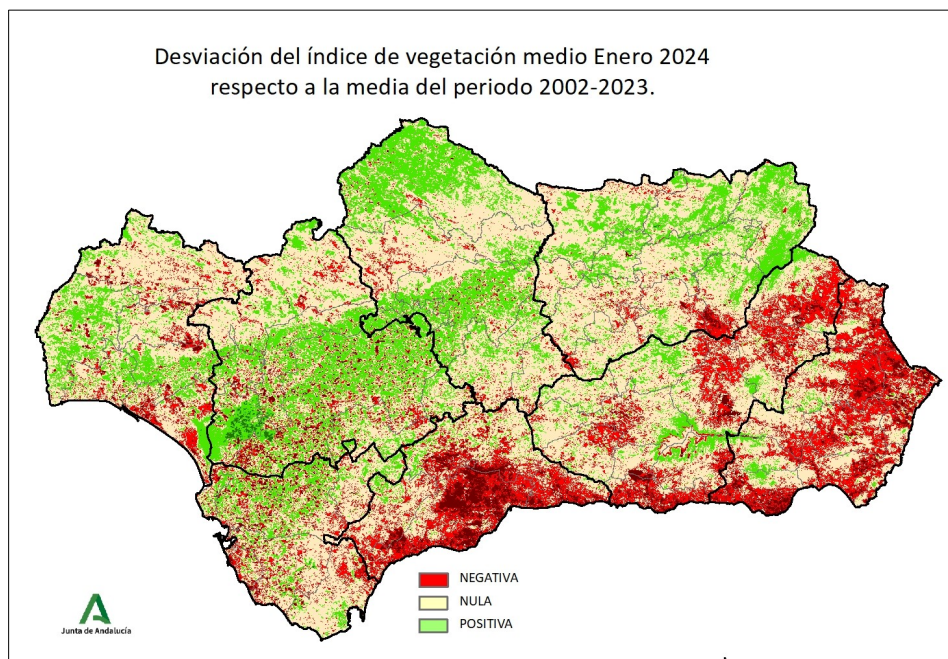 Desviación del índice de vegetación medio Enero 2024
respecto a la media del periodo 2002-2023.
NEGATIVA
NULA
POSITIVA
Junta de Andalucía